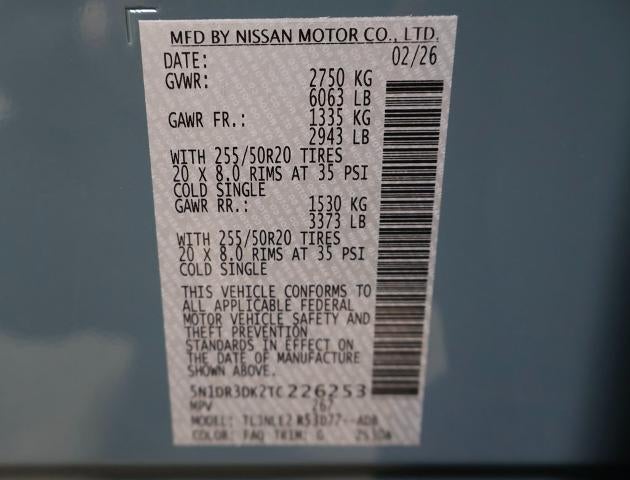 MFD BY NISSAN MOTOR CO., LTD.
DATE: 02/26
GVWR: 2750 KG
6063 LB
GAWR FR.: 1335 KG
2943 LB
WITH 255/50R20 TIRES
20 X 8.0 RIMS AT 35 PSI
COLD SINGLE
GAWR RR.: 1530 KG
3373 LB
WITH 255/50R20 TIRES
20 X 8.0 RIMS AT 35 PSI
COLD SINGLE
THIS VEHICLE CONFORMS TO
ALL APPLICABLE FEDERAL
MOTOR VEHICLE SAFETY AND
THEFT PREVENTION
STANDARDS IN EFFECT ON
THE DATE OF MANUFACTURE
SHOWN ABOVE.
5N1DR3DK2TC226253
MPV 267
COLOR: FAQ TRIM: G